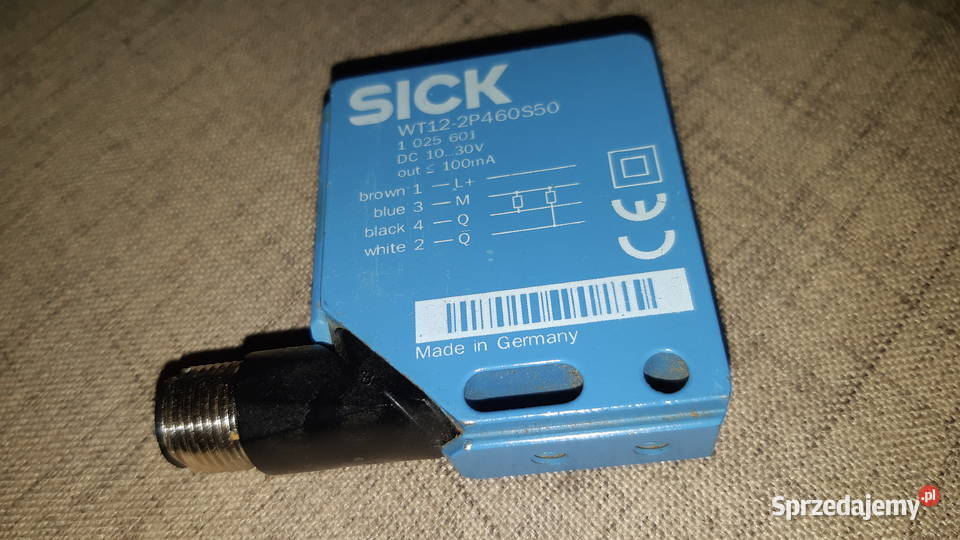 SICK
WT12-2P460S50
1 025 601
DC 10...30V
out ≤ 100mA
brown 1 — L+
blue 3 — M
black 4 — Q
white 2 — Q̅
CE
Made in Germany
Sprzedajemy.pl